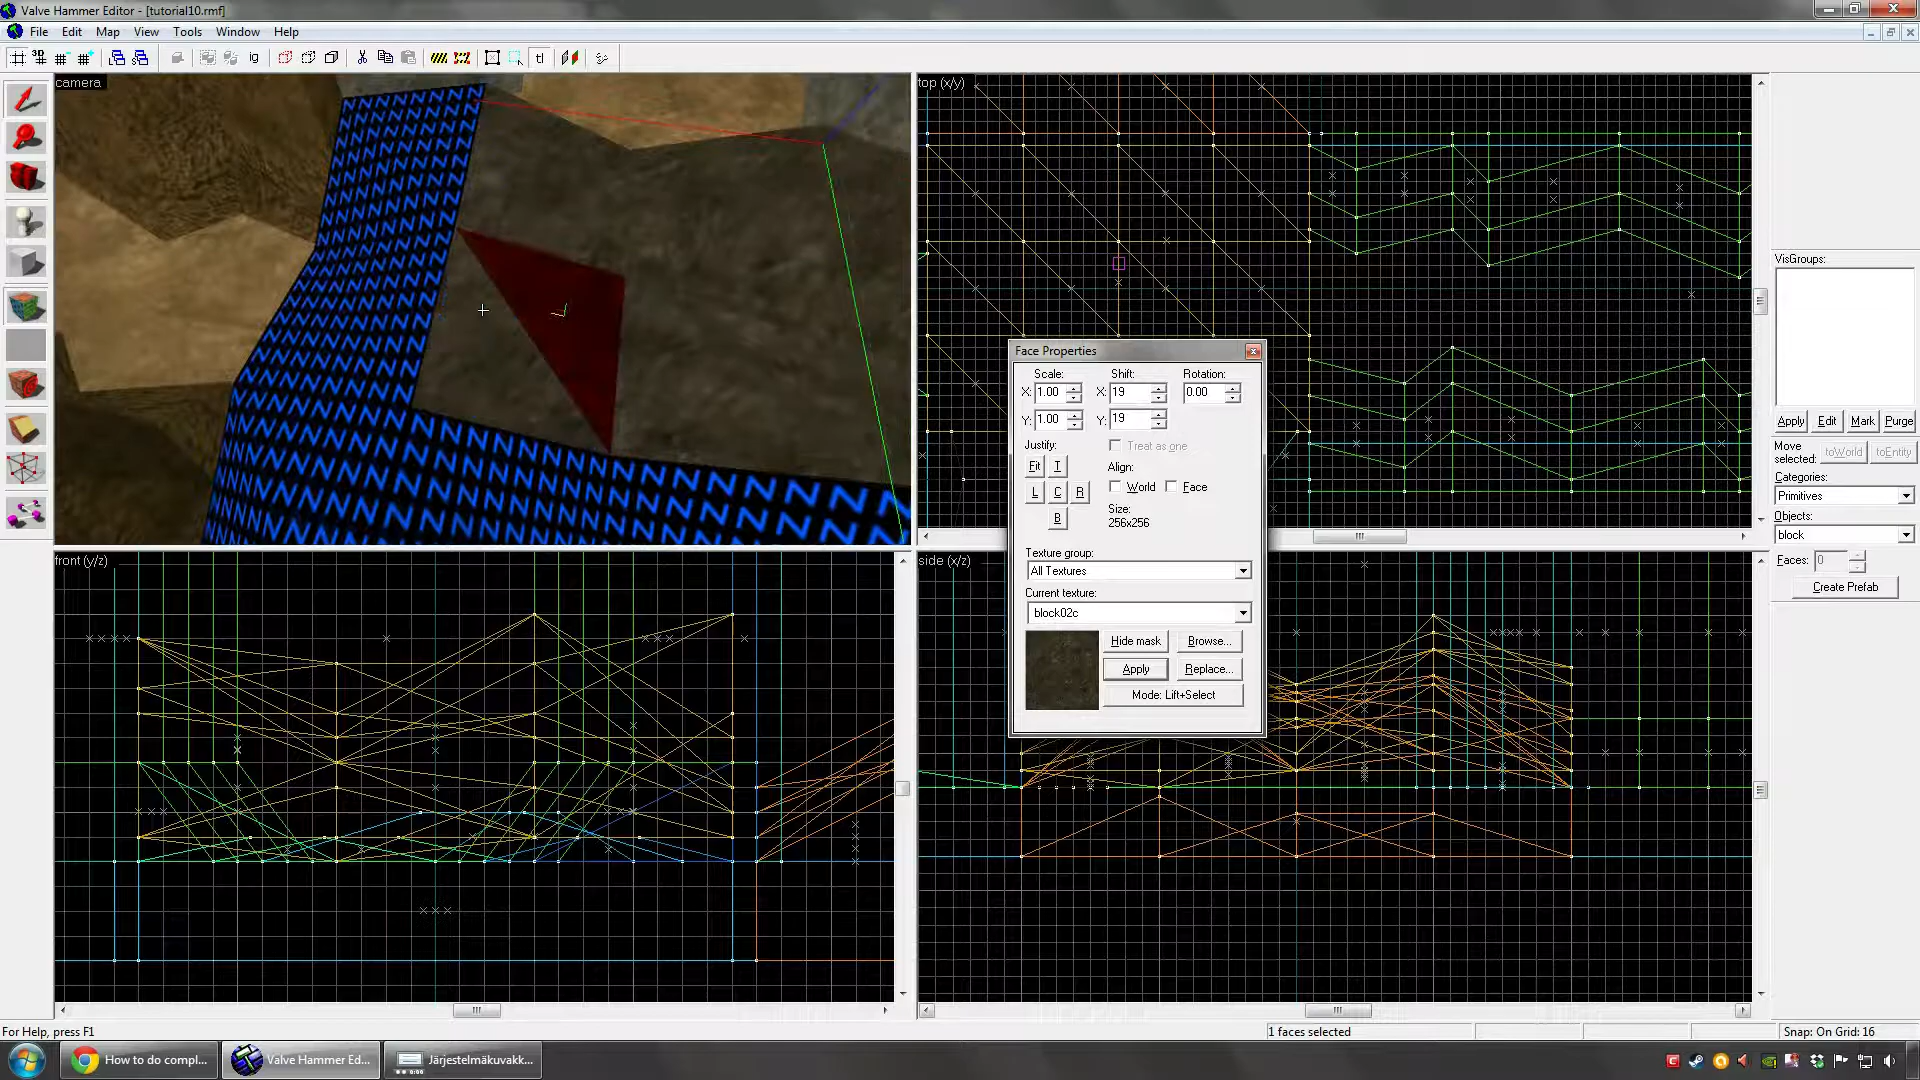 Valve Hammer Editor - [tutorial10.rmf]
File Edit Map View Tools Window Help
3D
ig
tl
camera
top (x/y)
front (y/z)
side (x/z)
Face Properties
Scale: Shift: Rotation:
X: 1.00 X: 19 0.00
Y: 1.00 Y: 19
Justify: Treat as one
Fit T
Align:
L C R World Face
B
Size:
256x256
Texture group:
All Textures
Current texture:
block02c
Hide mask Browse...
Apply Replace...
Mode: Lift+Select
VisGroups:
Apply Edit Mark Purge
Move
selected: toWorld toEntity
Categories:
Primitives
Objects:
block
Faces: 0
Create Prefab
For Help, press F1
1 faces selected
Snap: On Grid: 16
How to do compl...
Valve Hammer Ed...
Järjestelmäkuvakk...